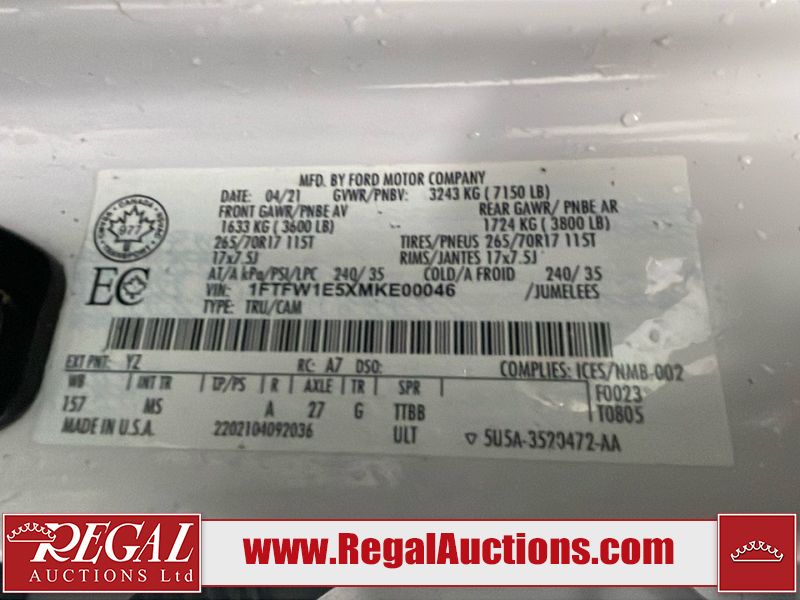 MFD. BY FORD MOTOR COMPANY
DATE: 04/21 GVWR/PNBV: 3243 KG (7150 LB)
FRONT GAWR/PNBE AV REAR GAWR/ PNBE AR
1633 KG (3600 LB) 1724 KG (3800 LB)
265/70R17 115T TIRES/PNEUS 265/70R17 115T
17x7.5J RIMS/JANTES 17x7.5J
AT/A kPa/PSI/LPC 240/35 COLD/A FROID 240/35
VIN: 1FTFW1E5XMKE00046 /JUMELEES
TYPE: TRU/CAM
CANADA
977
TRANSPORT
EC
EXT PNT: YZ RC: A7 DSO: COMPLIES: ICES/NMB-002
WB INT TR TP/PS R AXLE TR SPR F0023
157 MS A 27 G TTBB T0805
MADE IN U.S.A. 2202104092036 ULT 5U5A-3520472-AA
REGAL
AUCTIONS Ltd
www.RegalAuctions.com